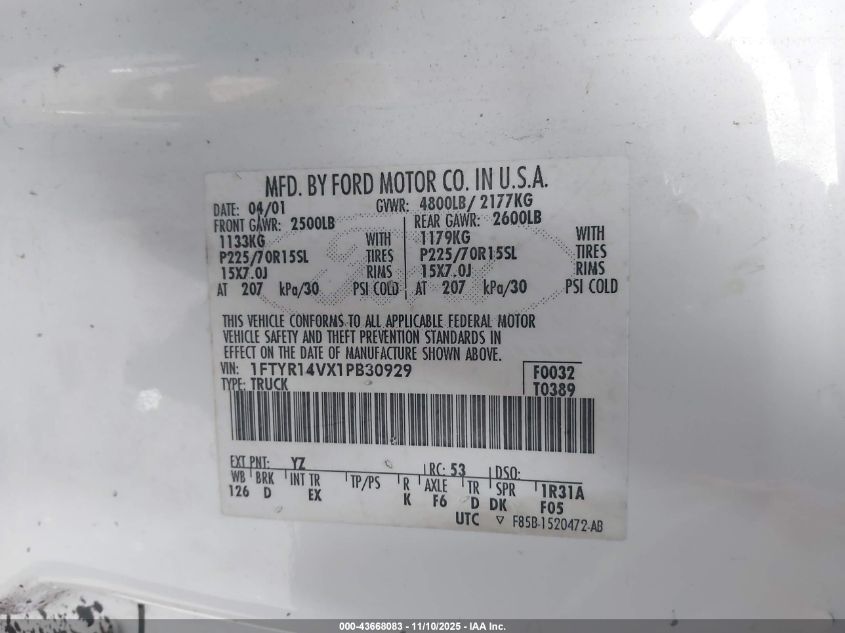 MFD. BY FORD MOTOR CO. IN U.S.A.
DATE: 04/01 GVWR: 4800LB/ 2177KG
FRONT GAWR: 2500LB REAR GAWR: 2600LB
1133KG WITH 1179KG WITH
P225/70R15SL TIRES P225/70R15SL TIRES
15X7.0J RIMS 15X7.0J RIMS
AT 207 kPa/30 PSI COLD AT 207 kPa/30 PSI COLD
THIS VEHICLE CONFORMS TO ALL APPLICABLE FEDERAL MOTOR
VEHICLE SAFETY AND THEFT PREVENTION STANDARDS IN
EFFECT ON THE DATE OF MANUFACTURE SHOWN ABOVE.
VIN: 1FTYR14VX1PB30929 F0032
TYPE: TRUCK T0389
EXT PNT: YZ RC: 53 DSO:
WB BRK INT TR TP/PS R AXLE TR SPR 1R31A
126 D EX K F6 D DK F05
UTC ▽ F85B-1520472-AB
000-43668083 - 11/10/2025 - IAA Inc.